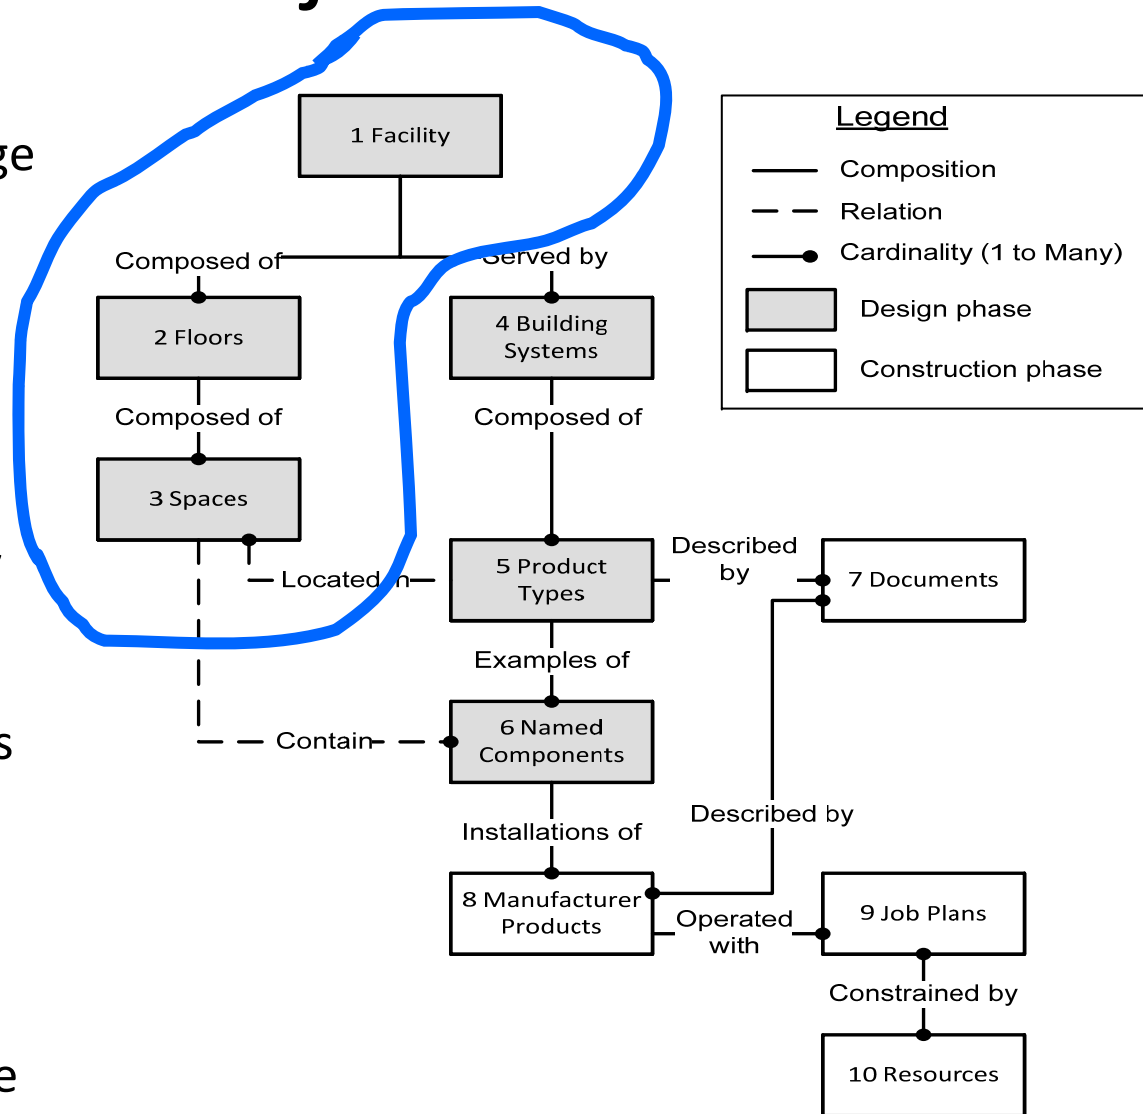 ge
1 Facility
Legend
Composition
Relation
Cardinality (1 to Many)
Design phase
Construction phase
Composed of
Served by
2 Floors
4 Building
Systems
Composed of
Composed of
3 Spaces
Located in
5 Product
Types
Described
by
7 Documents
Examples of
Contain
6 Named
Components
s
Described by
Installations of
8 Manufacturer
Products
Operated
with
9 Job Plans
Constrained by
10 Resources
e